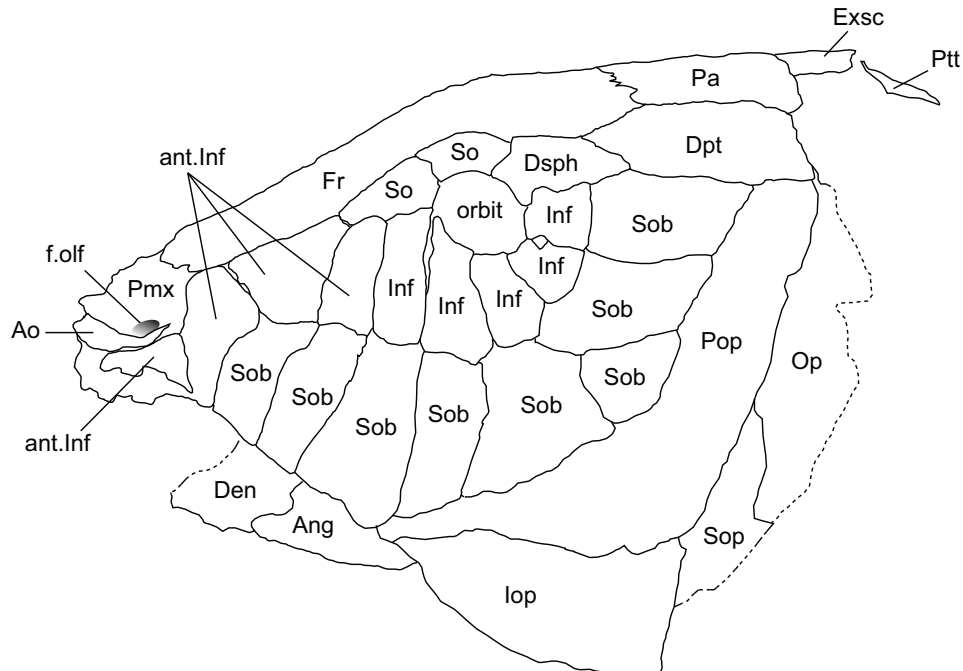 Exsc
Ptt
Pa
ant.Inf
So
Dsph
Dpt
Fr
So
orbit
Inf
Sob
f.olf
Pmx
Inf
Inf
Inf
Inf
Sob
Ao
Pop
Op
Sob
Sob
Sob
Sob
Sob
Sob
ant.Inf
Den
Ang
Sop
Iop